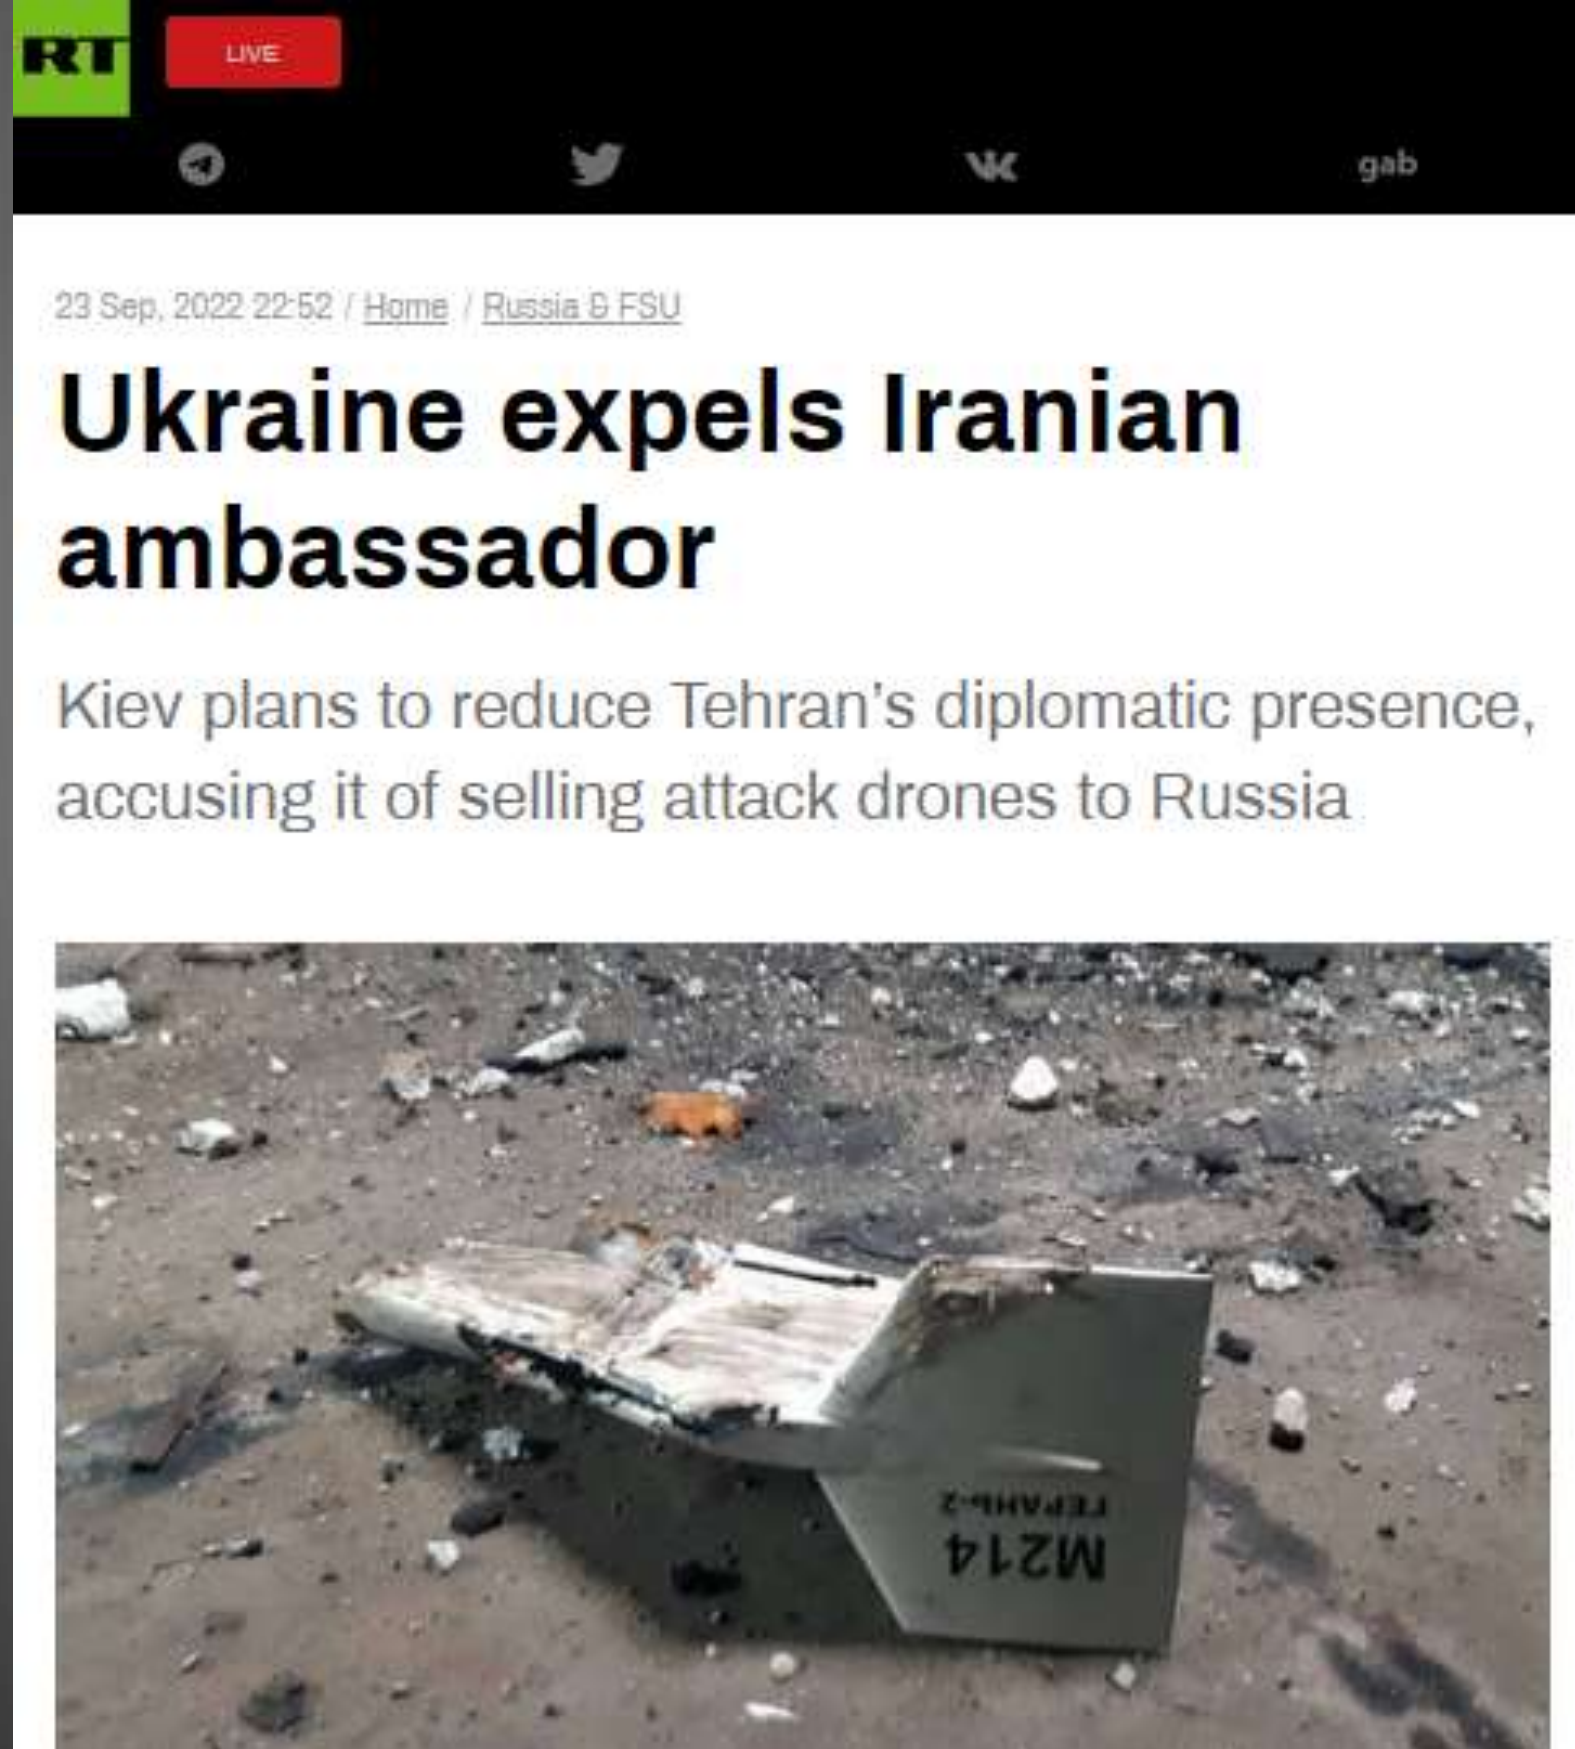 RT
LIVE
gab
23 Sep, 2022 22:52 / Home / Russia & FSU
Ukraine expels Iranian
ambassador
Kiev plans to reduce Tehran's diplomatic presence,
accusing it of selling attack drones to Russia
М214
ГЕРАНЬ-2